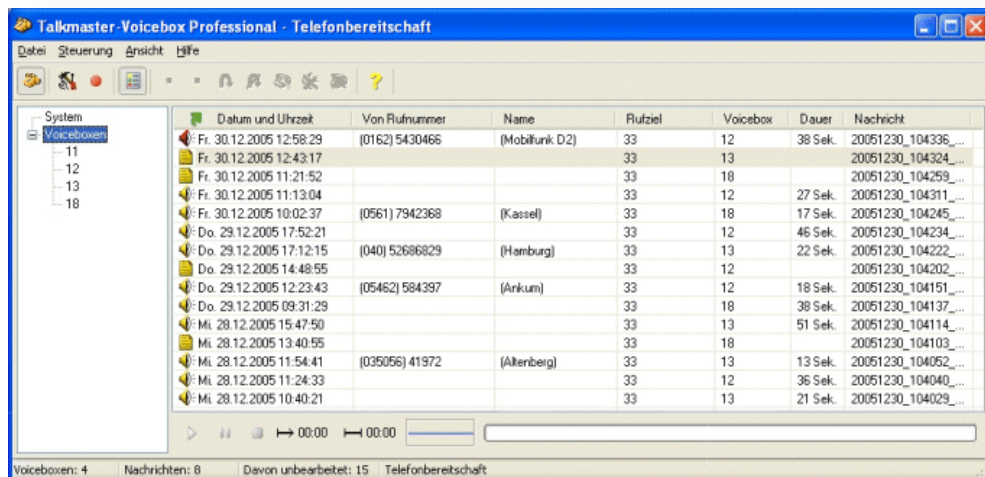 Talkmaster-Voicebox Professional - Telefonbereitschaft
Datei Steuerung Ansicht Hilfe
System
Voiceboxen
11
12
13
18
Datum und Uhrzeit Von Rufnummer Name Rufziel Voicebox Dauer Nachricht
Fr. 30.12.2005 12:58:29 (0162) 5430466 (Mobilfunk D2) 33 12 38 Sek. 20051230_104336_...
Fr. 30.12.2005 12:43:17 33 13 20051230_104324_...
Fr. 30.12.2005 11:21:52 33 18 20051230_104259_...
Fr. 30.12.2005 11:13:04 33 12 27 Sek. 20051230_104311_...
Fr. 30.12.2005 10:02:37 (0561) 7942368 (Kassel) 33 18 17 Sek. 20051230_104245_...
Do. 29.12.2005 17:52:21 33 12 46 Sek. 20051230_104234_...
Do. 29.12.2005 17:12:15 (040) 52686829 (Hamburg) 33 13 22 Sek. 20051230_104222_...
Do. 29.12.2005 14:48:55 33 12 20051230_104202_...
Do. 29.12.2005 12:23:43 (05462) 584397 (Ankum) 33 12 18 Sek. 20051230_104151_...
Do. 29.12.2005 09:31:29 33 18 38 Sek. 20051230_104137_...
Mi. 28.12.2005 15:47:50 33 13 51 Sek. 20051230_104114_...
Mi. 28.12.2005 13:40:55 33 18 20051230_104103_...
Mi. 28.12.2005 11:54:41 (035056) 41972 (Altenberg) 33 13 13 Sek. 20051230_104052_...
Mi. 28.12.2005 11:24:33 33 12 36 Sek. 20051230_104040_...
Mi. 28.12.2005 10:40:21 33 13 21 Sek. 20051230_104029_...
00:00 00:00
Voiceboxen: 4 Nachrichten: 8 Davon unbearbeitet: 15 Telefonbereitschaft